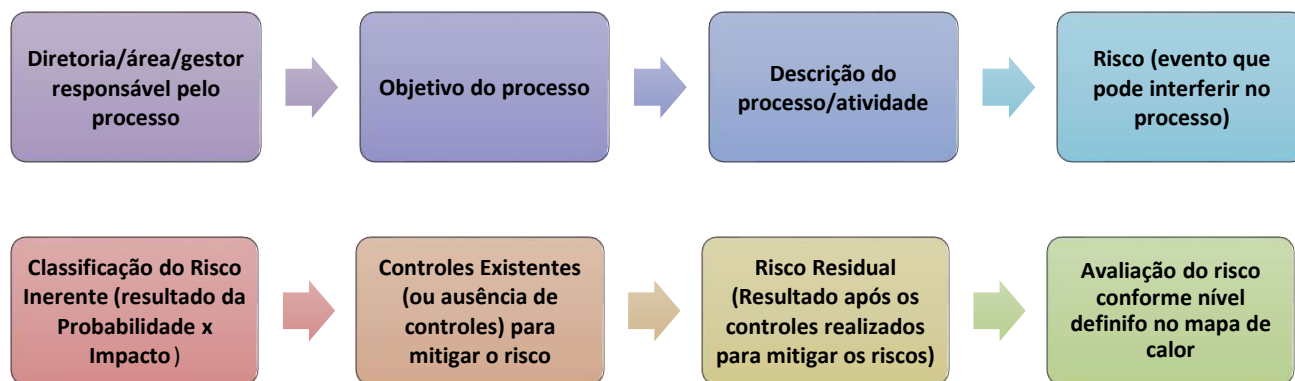 Diretoria/área/gestor
responsável pelo
processo
Objetivo do processo
Descrição do
processo/atividade
Risco (evento que
pode interferir no
processo)
Classificação do Risco
Inerente (resultado da
Probabilidade x
Impacto)
Controles Existentes
(ou ausência de
controles) para
mitigar o risco
Risco Residual
(Resultado após os
controles realizados
para mitigar os riscos)
Avaliação do risco
conforme nível
definifo no mapa de
calor